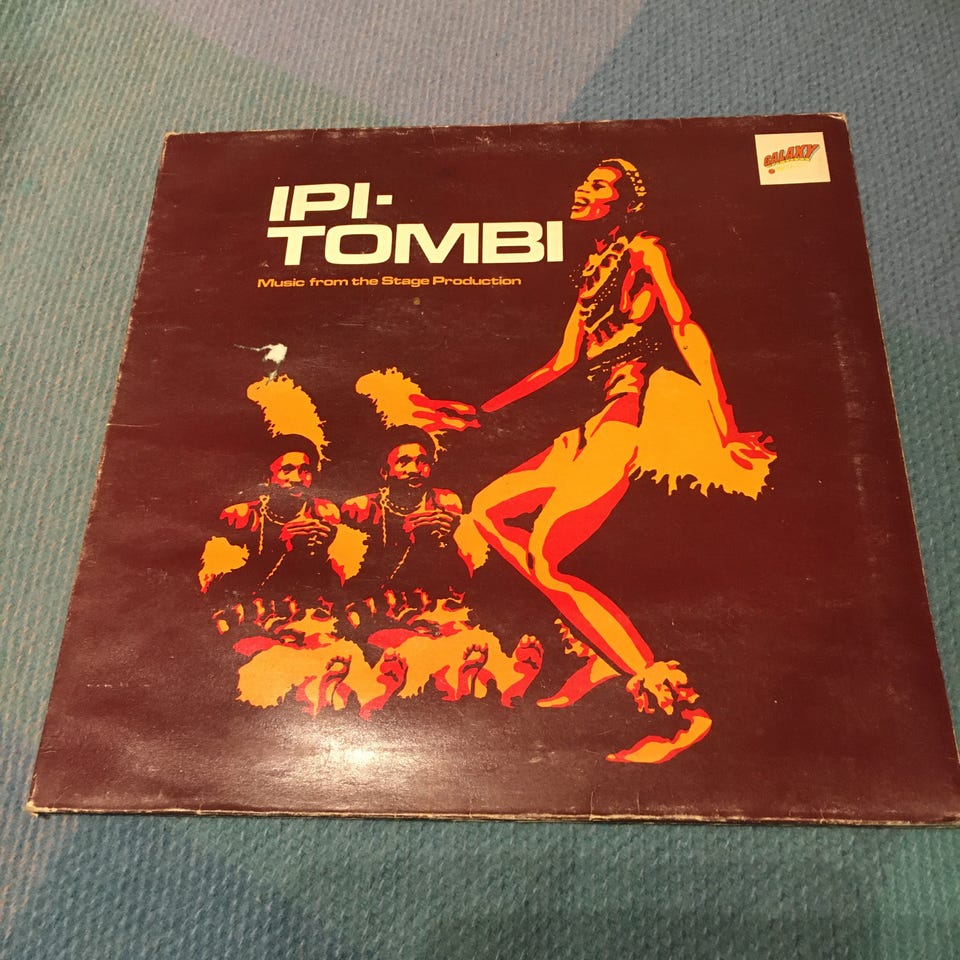 IPI-
TOMBI
Music from the Stage Production
GALAXY